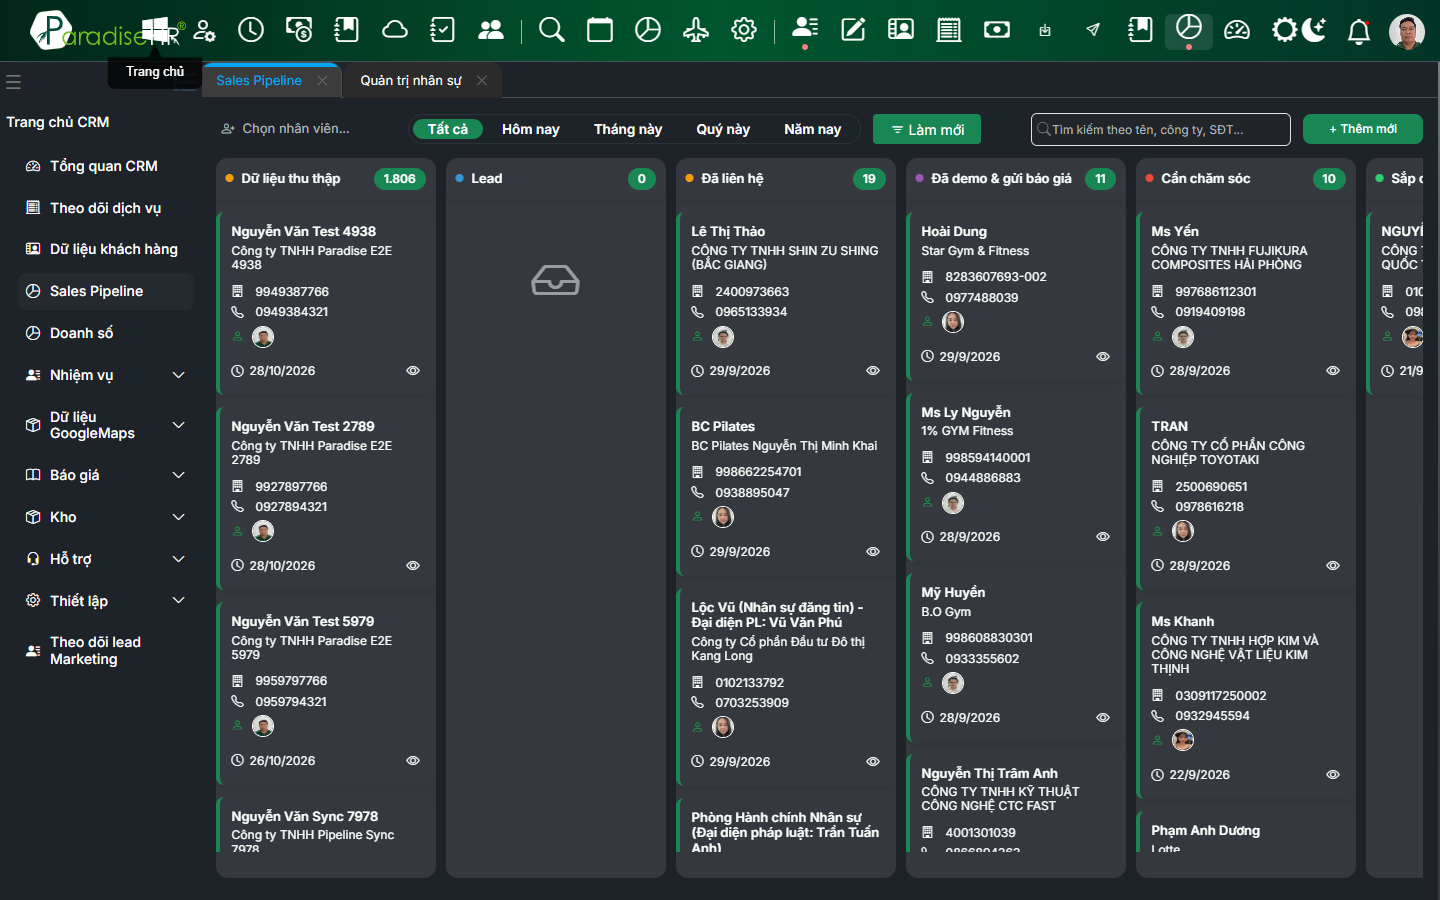 ParadiseHR®
Trang chủ
Sales Pipeline
Quản trị nhân sự
Trang chủ CRM
Tổng quan CRM
Theo dõi dịch vụ
Dữ liệu khách hàng
Sales Pipeline
Doanh số
Nhiệm vụ
Dữ liệu
GoogleMaps
Báo giá
Kho
Hỗ trợ
Thiết lập
Theo dõi lead
Marketing
Chọn nhân viên...
Tất cả
Hôm nay
Tháng này
Quý này
Năm nay
Làm mới
Tìm kiếm theo tên, công ty, SĐT...
+ Thêm mới
Dữ liệu thu thập
1.806
Nguyễn Văn Test 4938
Công ty TNHH Paradise E2E
4938
9949387766
0949384321
28/10/2026
Nguyễn Văn Test 2789
Công ty TNHH Paradise E2E
2789
9927897766
0927894321
28/10/2026
Nguyễn Văn Test 5979
Công ty TNHH Paradise E2E
5979
9959797766
0959794321
26/10/2026
Nguyễn Văn Sync 7978
Công ty TNHH Pipeline Sync
7978
Lead
0
Đã liên hệ
19
Lê Thị Thảo
CÔNG TY TNHH SHIN ZU SHING
(BẮC GIANG)
2400973663
0965133934
29/9/2026
BC Pilates
BC Pilates Nguyễn Thị Minh Khai
998662254701
0938895047
29/9/2026
Lộc Vũ (Nhân sự đăng tin) -
Đại diện PL: Vũ Văn Phú
Công ty Cổ phần Đầu tư Đô thị
Kang Long
0102133792
0703253909
29/9/2026
Phòng Hành chính Nhân sự
(Đại diện pháp luật: Trần Tuấn
Anh)
Đã demo & gửi báo giá
11
Hoài Dung
Star Gym & Fitness
8283607693-002
0977488039
29/9/2026
Ms Ly Nguyễn
1% GYM Fitness
998594140001
0944886883
28/9/2026
Mỹ Huyền
B.O Gym
998608830301
0933355602
28/9/2026
Nguyễn Thị Trâm Anh
CÔNG TY TNHH KỸ THUẬT
CÔNG NGHỆ CTC FAST
4001301039
Cần chăm sóc
10
Ms Yến
CÔNG TY TNHH FUJIKURA
COMPOSITES HẢI PHÒNG
997686112301
0919409198
28/9/2026
TRAN
CÔNG TY CỔ PHẦN CÔNG
NGHIỆP TOYOTAKI
2500690651
0978616218
28/9/2026
Ms Khanh
CÔNG TY TNHH HỢP KIM VÀ
CÔNG NGHỆ VẬT LIỆU KIM
THỊNH
0309117250002
0932945594
22/9/2026
Phạm Anh Dương
Lotte
Sắp
NGUY
CÔNG
QUỐC
010
098
21/9